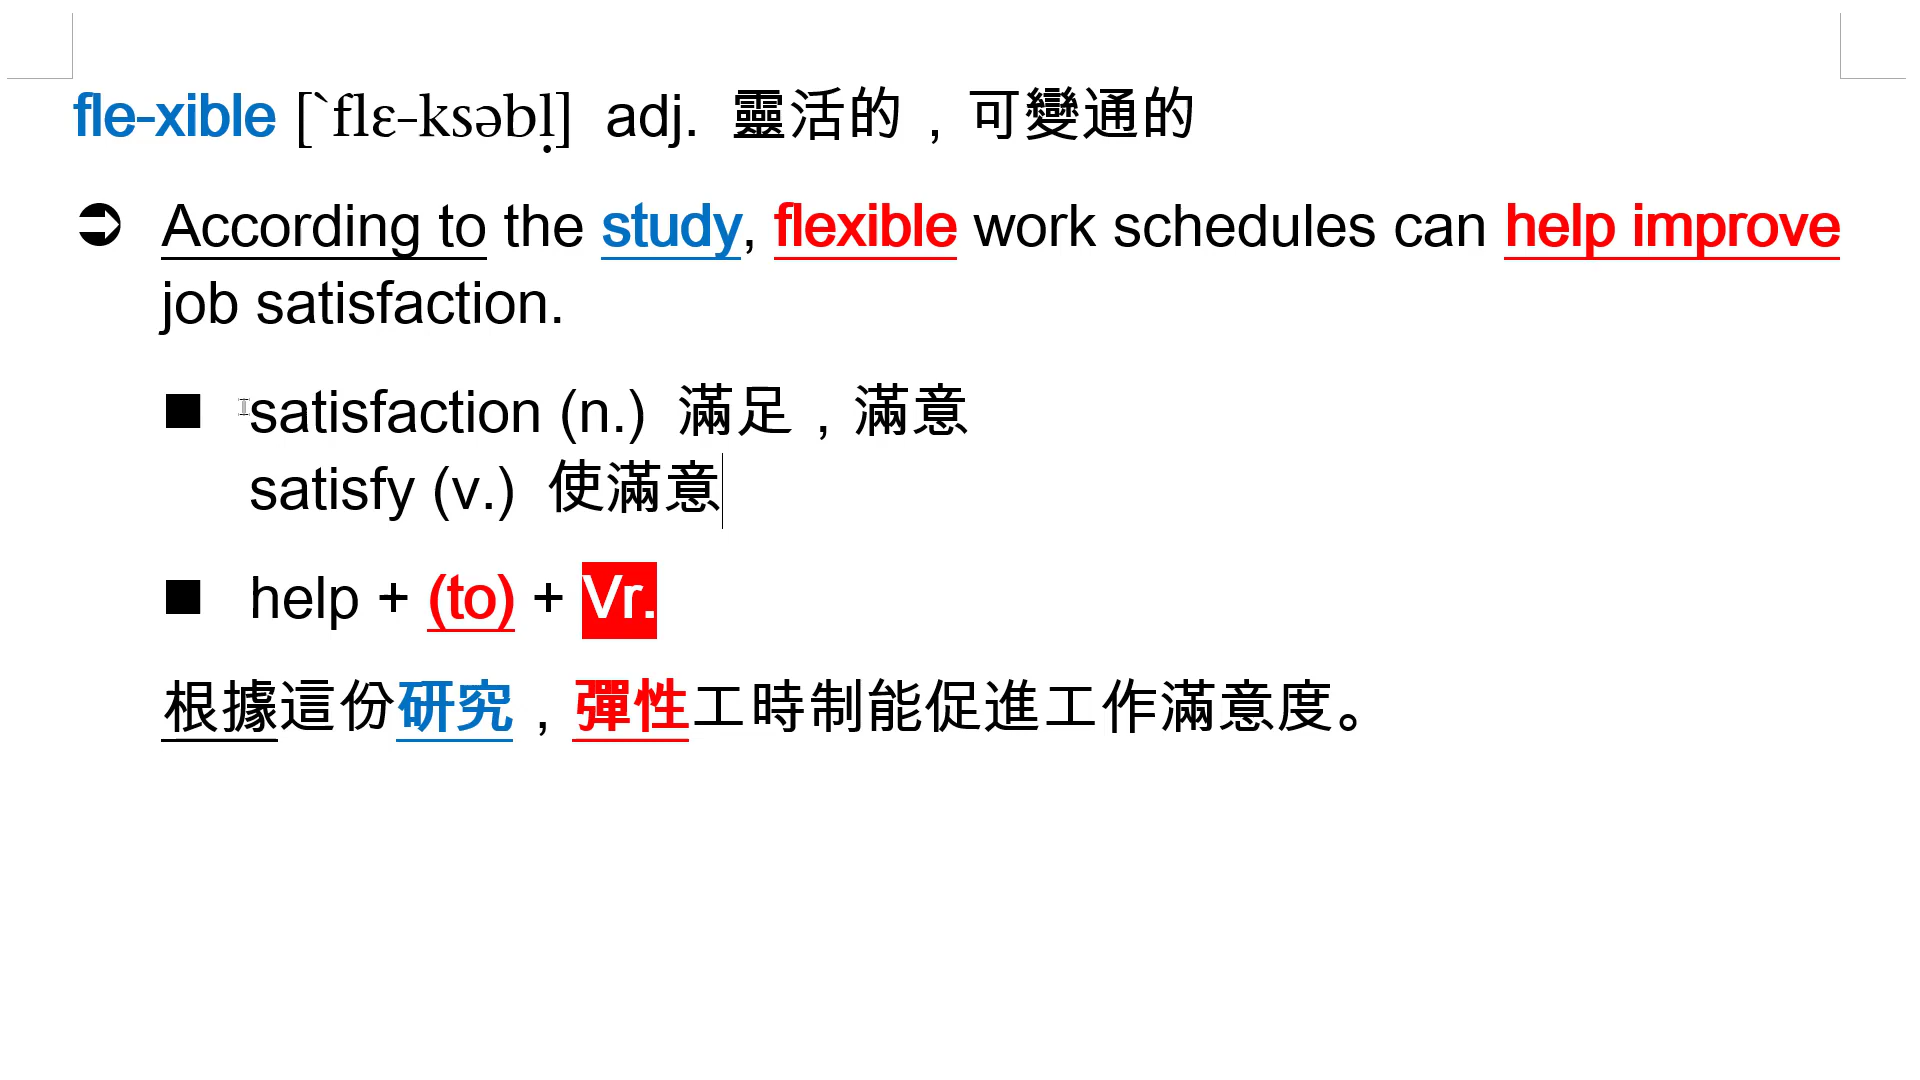 fle-xible [ˋflɛ-ksəbḷ] adj. 靈活的，可變通的
➲ According to the study, flexible work schedules can help improve
job satisfaction.
■ satisfaction (n.) 滿足，滿意
satisfy (v.) 使滿意
■ help + (to) + Vr.
根據這份研究，彈性工時制能促進工作滿意度。